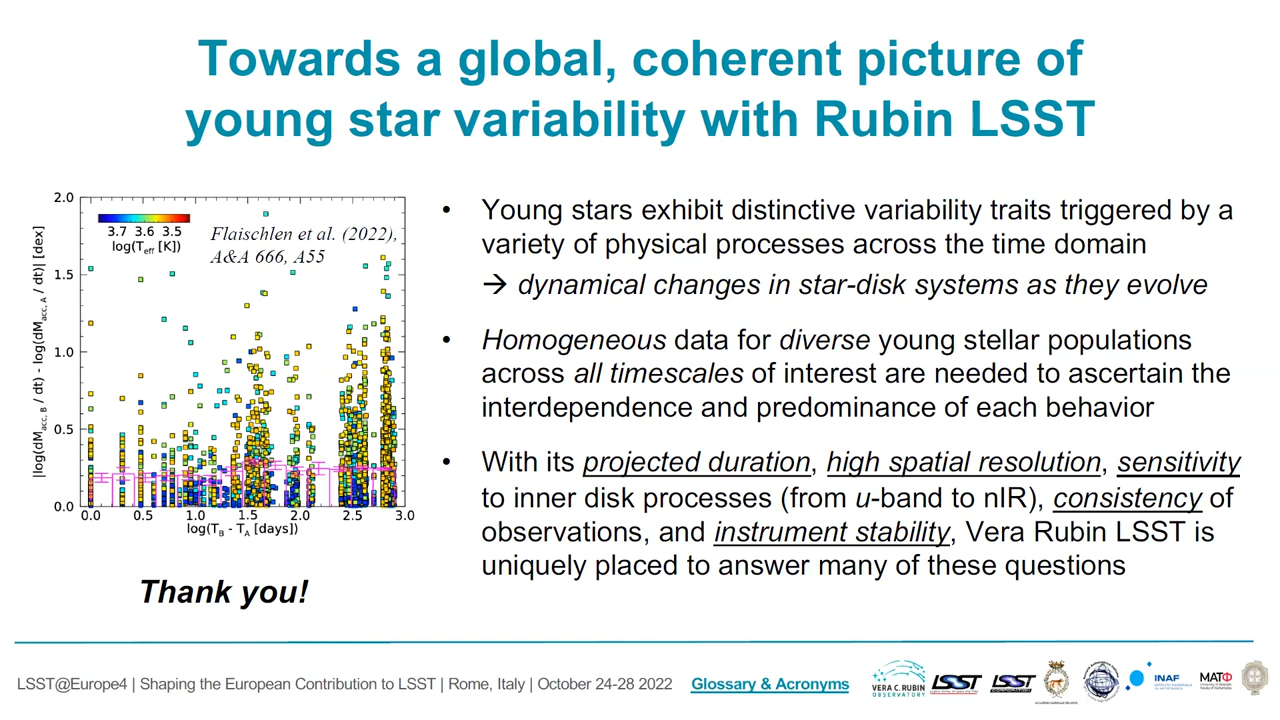 Towards a global, coherent picture of
young star variability with Rubin LSST
2.0
1.5
1.0
0.5
0.0
|log(dM_acc, B / dt) - log(dM_acc, A / dt)| [dex]
3.7 3.6 3.5
log(T_eff [K])
Flaischlen et al. (2022),
A&A 666, A55
0.0 0.5 1.0 1.5 2.0 2.5 3.0
log(T_B - T_A [days])
Thank you!
• Young stars exhibit distinctive variability traits triggered by a
variety of physical processes across the time domain
→ dynamical changes in star-disk systems as they evolve
• Homogeneous data for diverse young stellar populations
across all timescales of interest are needed to ascertain the
interdependence and predominance of each behavior
• With its projected duration, high spatial resolution, sensitivity
to inner disk processes (from u-band to nIR), consistency of
observations, and instrument stability, Vera Rubin LSST is
uniquely placed to answer many of these questions
LSST@Europe4 | Shaping the European Contribution to LSST | Rome, Italy | October 24-28 2022 Glossary & Acronyms
VERA C. RUBIN
OBSERVATORY
LSST
LSST
CORPORATION
INAF
МАТФ